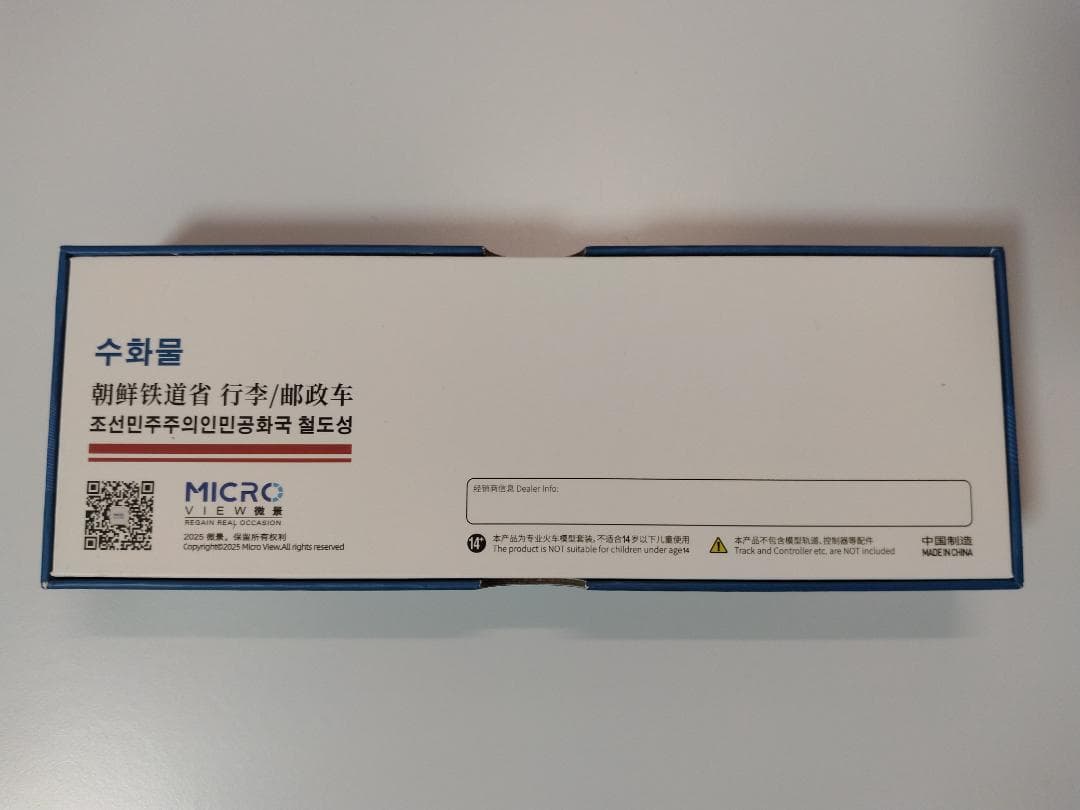 수화물
朝鲜铁道省 行李/邮政车
조선민주주의인민공화국 철도성
MICRO
VIEW 微景
REGAIN REAL OCCASION
2025 微景。保留所有权利
Copyright©2025 Micro View.All rights reserved
经销商信息 Dealer Info:
14+
本产品为专业火车模型套装,不适合14岁以下儿童使用
The product is NOT suitable for children under age14
本产品不包含模型轨道、控制器等配件
Track and Controller etc. are NOT included
中国制造
MADE IN CHINA